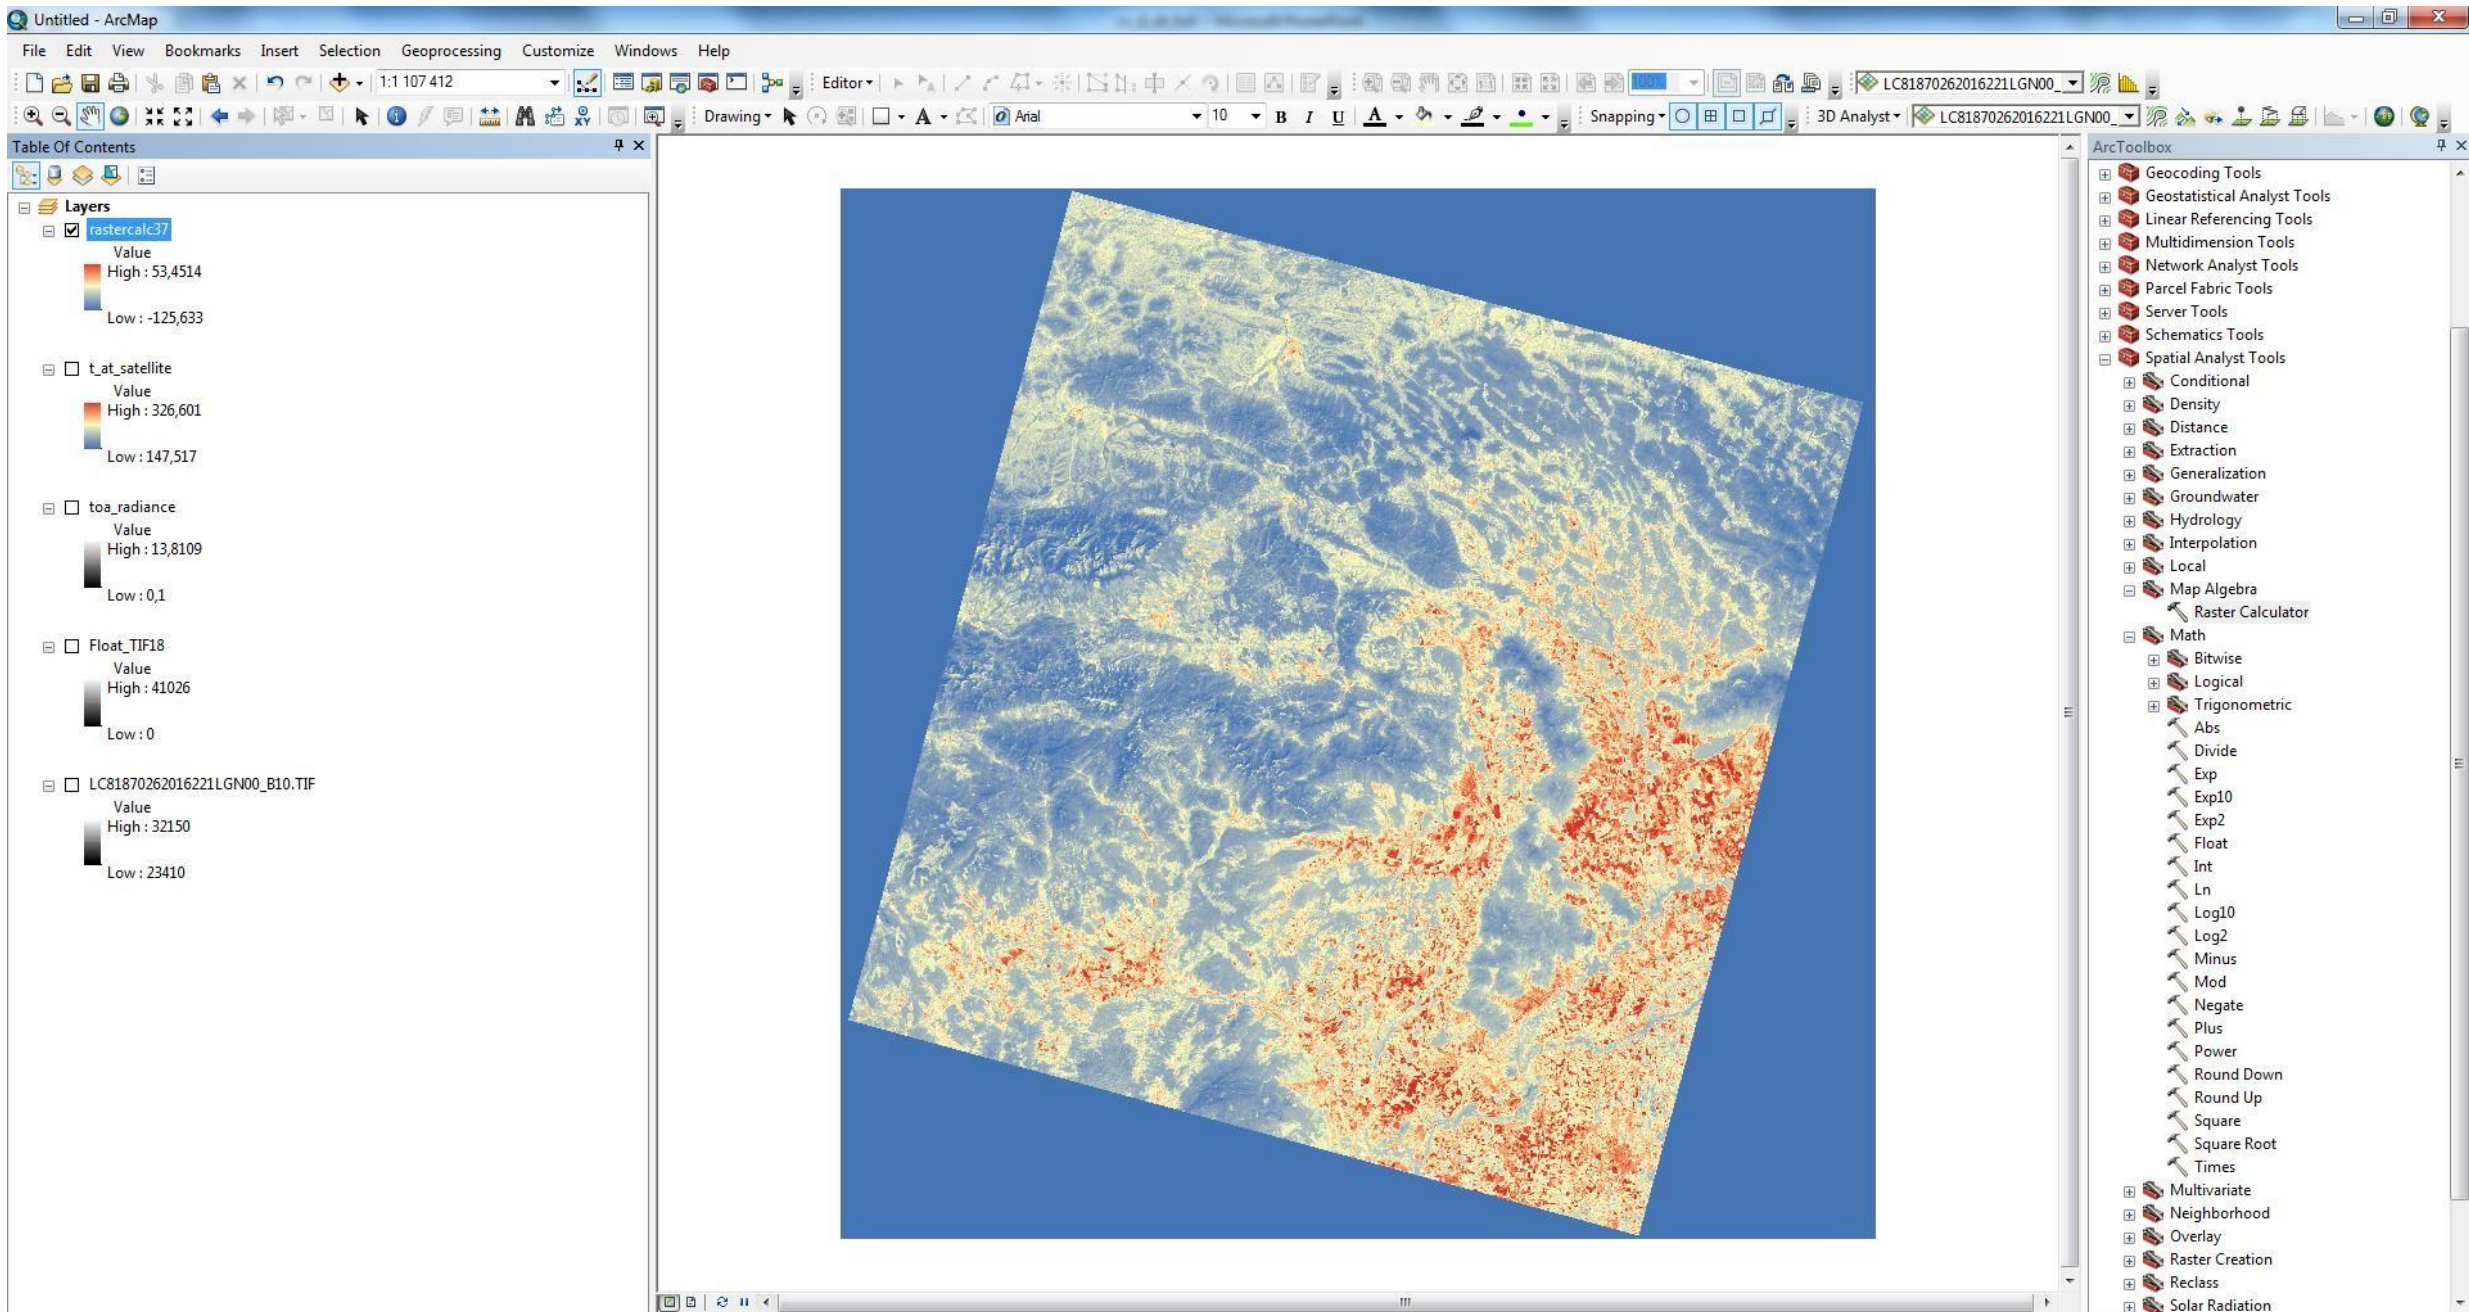 Untitled - ArcMap
File Edit View Bookmarks Insert Selection Geoprocessing Customize Windows Help
1:1 107 412 Editor 100% LC81870262016221LGN00_
Drawing A Arial 10 B I U A Snapping 3D Analyst LC81870262016221LGN00_
Table Of Contents
Layers
rastercalc37
Value
High : 53,4514
Low : -125,633
t_at_satellite
Value
High : 326,601
Low : 147,517
toa_radiance
Value
High : 13,8109
Low : 0,1
Float_TIF18
Value
High : 41026
Low : 0
LC81870262016221LGN00_B10.TIF
Value
High : 32150
Low : 23410
ArcToolbox
Geocoding Tools
Geostatistical Analyst Tools
Linear Referencing Tools
Multidimension Tools
Network Analyst Tools
Parcel Fabric Tools
Server Tools
Schematics Tools
Spatial Analyst Tools
Conditional
Density
Distance
Extraction
Generalization
Groundwater
Hydrology
Interpolation
Local
Map Algebra
Raster Calculator
Math
Bitwise
Logical
Trigonometric
Abs
Divide
Exp
Exp10
Exp2
Float
Int
Ln
Log10
Log2
Minus
Mod
Negate
Plus
Power
Round Down
Round Up
Square
Square Root
Times
Multivariate
Neighborhood
Overlay
Raster Creation
Reclass
Solar Radiation